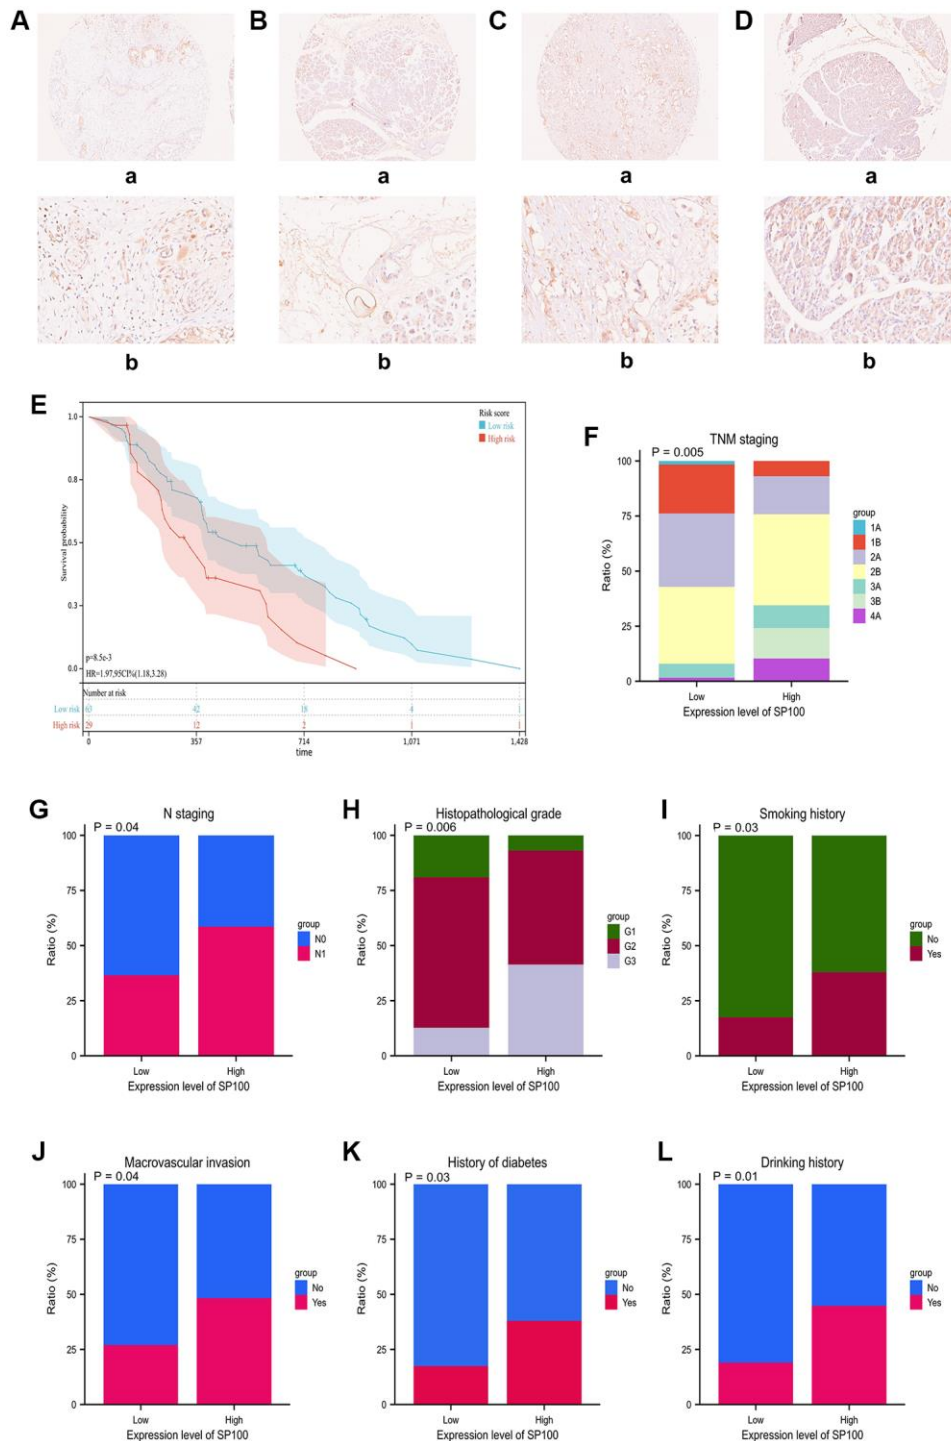 A
B
C
D
a
a
a
a
b
b
b
b
E
Risk score
Low risk
High risk
1.0
0.8
0.5
0.3
0.0
Survival probability
p=8.5e-3
HR=1.97,95CI%(1.18,3.28)
Number at risk
Low risk 63 42 18 4 1
High risk 29 12 2 1 1
0 357 714 1,071 1,428
time
F
TNM staging
P = 0.005
100
75
50
25
0
Ratio (%)
Low High
Expression level of SP100
group
1A
1B
2A
2B
3A
3B
4A
G
N staging
P = 0.04
100
75
50
25
0
Ratio (%)
Low High
Expression level of SP100
group
N0
N1
H
Histopathological grade
P = 0.006
100
75
50
25
0
Ratio (%)
Low High
Expression level of SP100
group
G1
G2
G3
I
Smoking history
P = 0.03
100
75
50
25
0
Ratio (%)
Low High
Expression level of SP100
group
No
Yes
J
Macrovascular invasion
P = 0.04
100
75
50
25
0
Ratio (%)
Low High
Expression level of SP100
group
No
Yes
K
History of diabetes
P = 0.03
100
75
50
25
0
Ratio (%)
Low High
Expression level of SP100
group
No
Yes
L
Drinking history
P = 0.01
100
75
50
25
0
Ratio (%)
Low High
Expression level of SP100
group
No
Yes